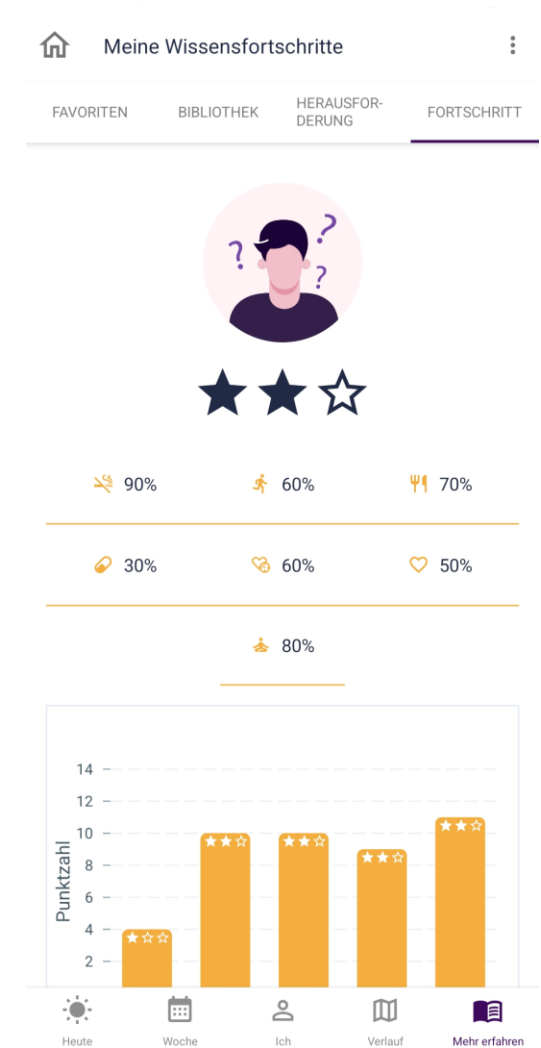 Meine Wissensfortschritte
FAVORITEN BIBLIOTHEK HERAUSFOR-
DERUNG FORTSCHRITT
? ? ?
90% 60% 70%
30% 60% 50%
80%
Punktzahl
14
12
10
8
6
4
2
Heute Woche Ich Verlauf Mehr erfahren